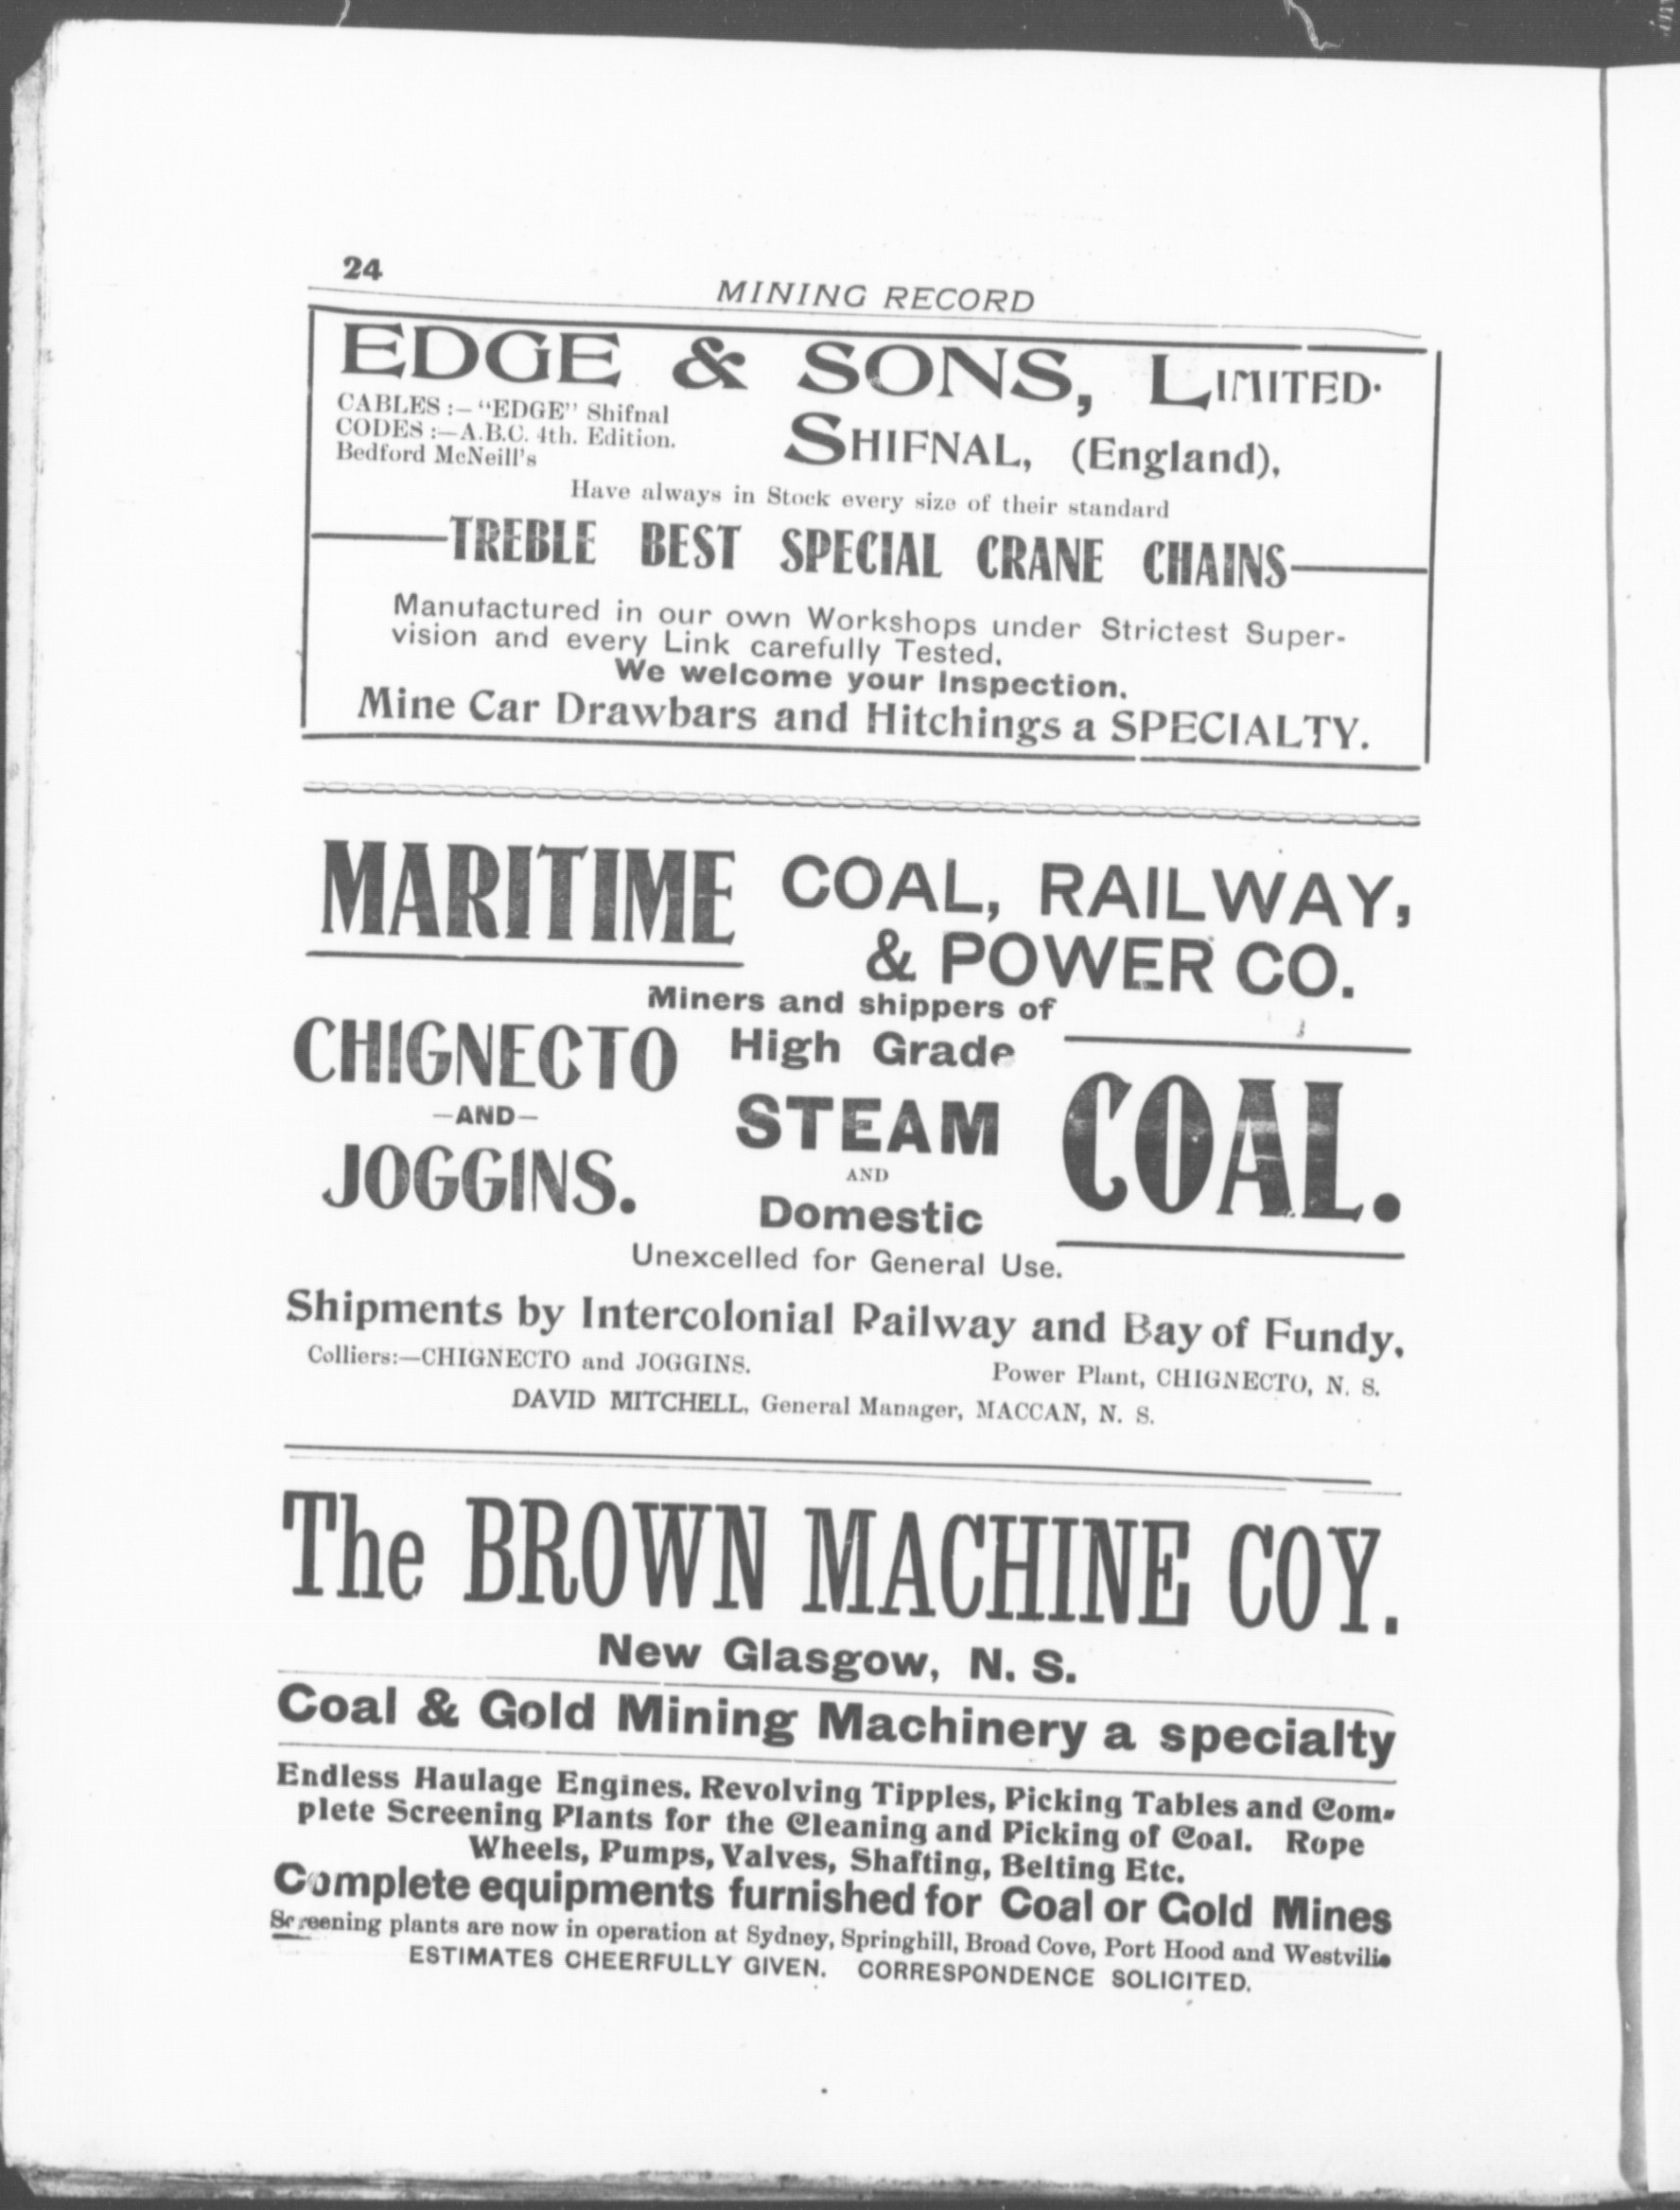 24
MINING RECORD
EDGE & SONS, LIMITED.
CABLES :— "EDGE" Shifnal
CODES :—A.B.C. 4th. Edition.
Bedford McNeill's
SHIFNAL, (England),
Have always in Stock every size of their standard
TREBLE BEST SPECIAL CRANE CHAINS
Manufactured in our own Workshops under Strictest Super-
vision and every Link carefully Tested.
We welcome your Inspection.
Mine Car Drawbars and Hitchings a SPECIALTY.
MARITIME COAL, RAILWAY,
& POWER CO.
Miners and shippers of
CHIGNECTO
—AND—
JOGGINS.
High Grade
STEAM
AND
Domestic
COAL.
Unexcelled for General Use.
Shipments by Intercolonial Railway and Bay of Fundy.
Colliers:—CHIGNECTO and JOGGINS.
Power Plant, CHIGNECTO, N. S.
DAVID MITCHELL, General Manager, MACCAN, N. S.
The BROWN MACHINE COY.
New Glasgow, N. S.
Coal & Gold Mining Machinery a specialty
Endless Haulage Engines. Revolving Tipples, Picking Tables and Com-
plete Screening Plants for the Cleaning and Picking of Coal. Rope
Wheels, Pumps, Valves, Shafting, Belting Etc.
Complete equipments furnished for Coal or Gold Mines
Screening plants are now in operation at Sydney, Springhill, Broad Cove, Port Hood and Westville
ESTIMATES CHEERFULLY GIVEN. CORRESPONDENCE SOLICITED.